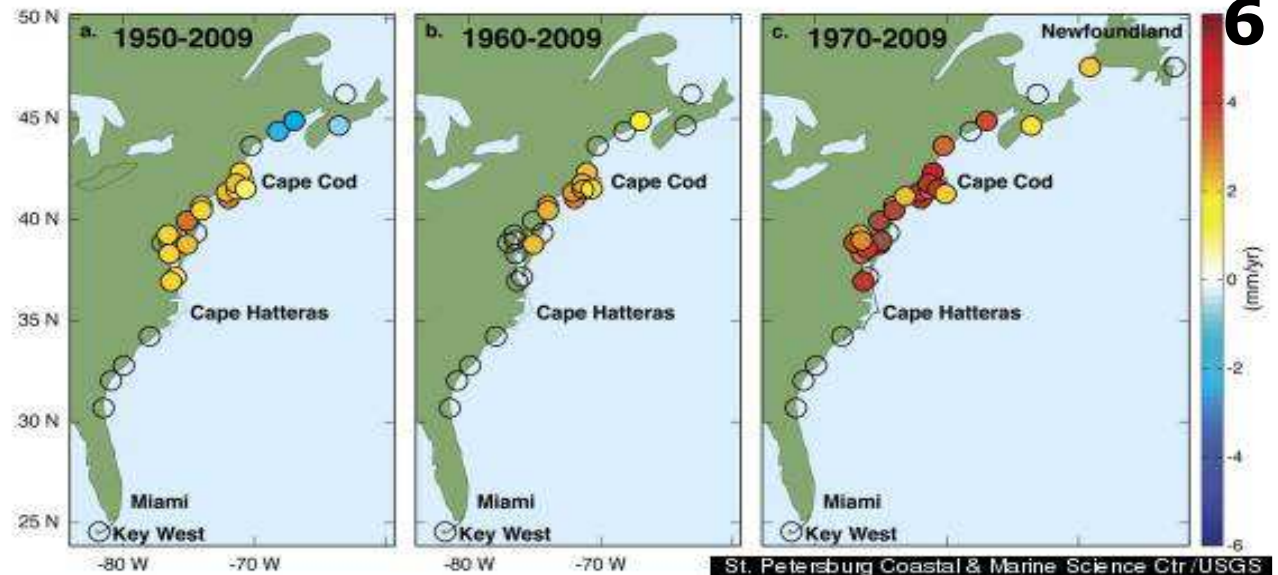 50 N
a.
1950-2009
b.
1960-2009
c.
1970-2009
Newfoundland
6
45 N
4
Cape Cod
Cape Cod
Cape Cod
2
40 N
0
(mm/yr)
Cape Hatteras
Cape Hatteras
Cape Hatteras
35 N
-2
30 N
-4
Miami
Miami
Miami
25 N
Key West
Key West
Key West
-6
-80 W
-70 W
-80 W
-70 W
St. Petersburg Coastal & Marine Science Ctr/USGS